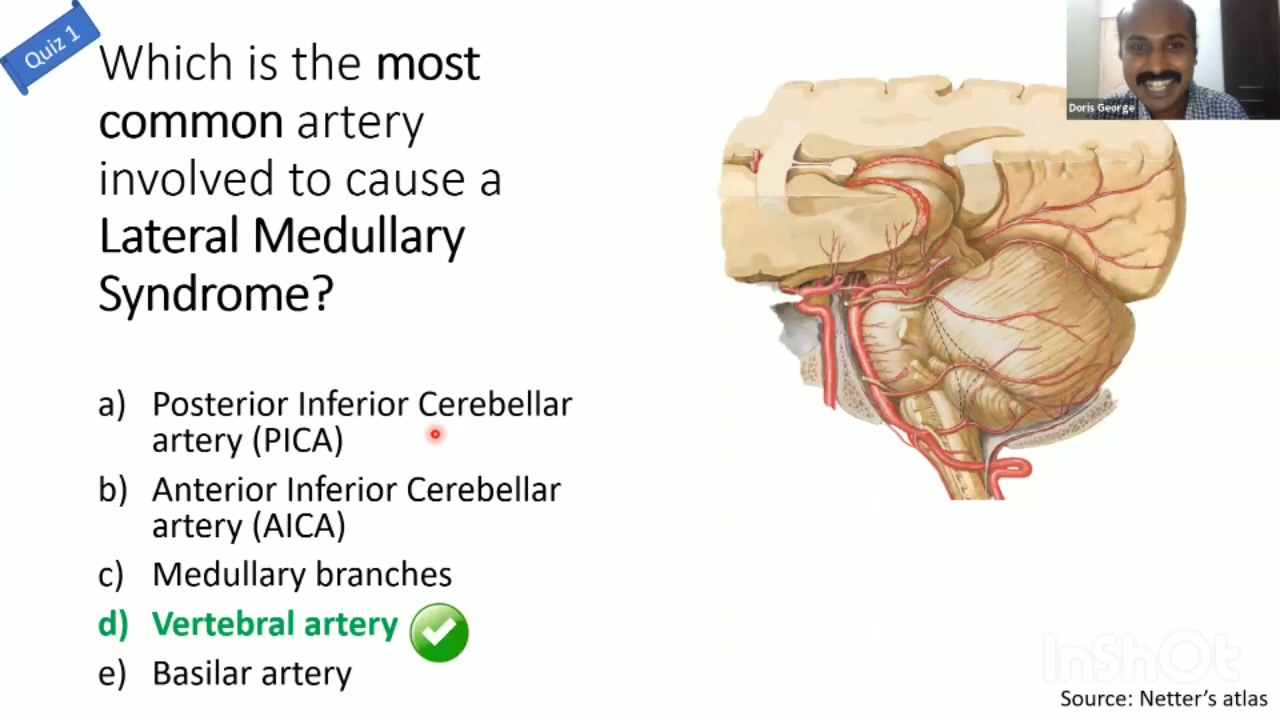 Quiz 1
Which is the most
common artery
involved to cause a
Lateral Medullary
Syndrome?
a) Posterior Inferior Cerebellar
artery (PICA)
b) Anterior Inferior Cerebellar
artery (AICA)
c) Medullary branches
d) Vertebral artery
e) Basilar artery
Doris George
InShOt
Source: Netter's atlas